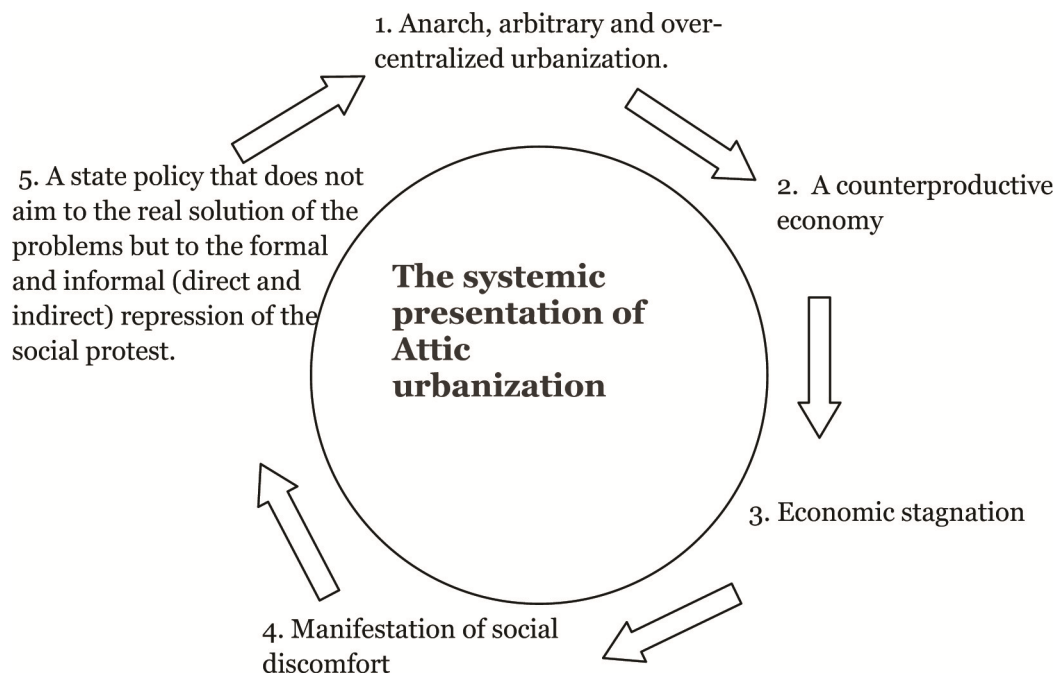 1. Anarch, arbitrary and over-
centralized urbanization.
2. A counterproductive
economy
3. Economic stagnation
4. Manifestation of social
discomfort
5. A state policy that does not
aim to the real solution of the
problems but to the formal
and informal (direct and
indirect) repression of the
social protest.
The systemic
presentation of
Attic
urbanization